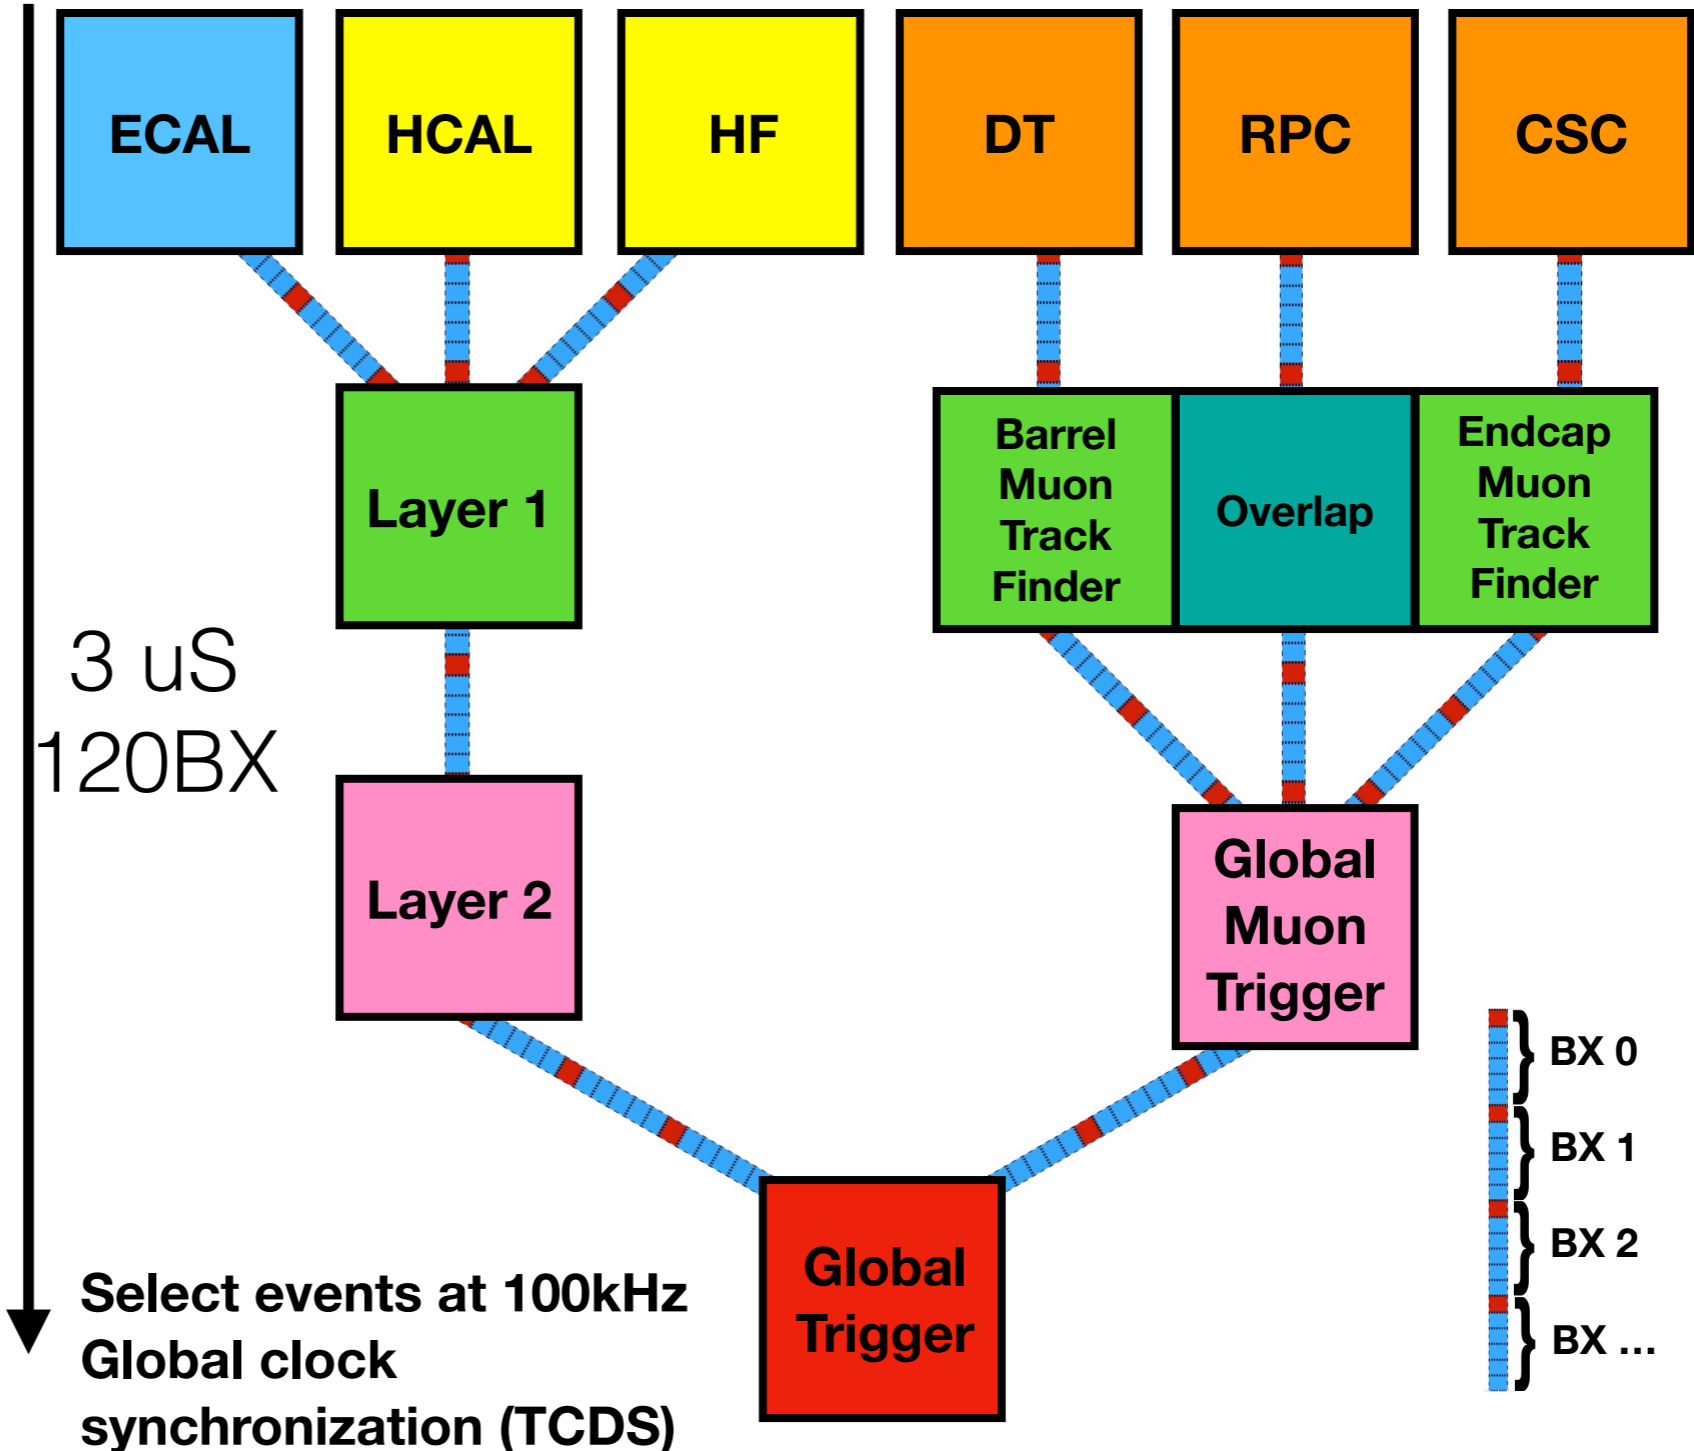 ECAL
HCAL
HF
DT
RPC
CSC
Layer 1
Barrel
Muon
Track
Finder
Overlap
Endcap
Muon
Track
Finder
3 uS
120BX
Layer 2
Global
Muon
Trigger
BX 0
BX 1
BX 2
BX ...
Global
Trigger
Select events at 100kHz
Global clock
synchronization (TCDS)